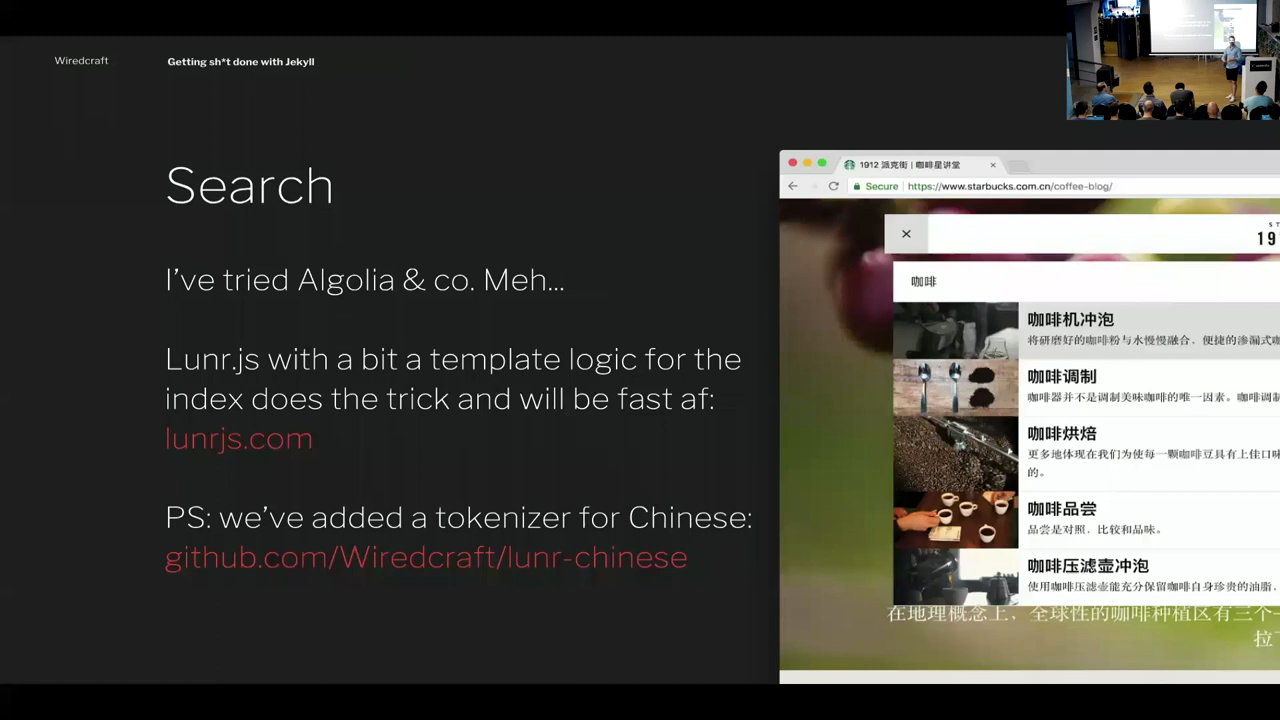 Wiredcraft
Getting sh*t done with Jekyll
Search
I've tried Algolia & co. Meh...
Lunr.js with a bit a template logic for the
index does the trick and will be fast af:
lunrjs.com
PS: we've added a tokenizer for Chinese:
github.com/Wiredcraft/lunr-chinese
1912 派克街 | 咖啡星讲堂
Secure https://www.starbucks.com.cn/coffee-blog/
S T
19
咖啡
咖啡机冲泡
将研磨好的咖啡粉与水慢慢融合，便捷的渗漏式咖
咖啡调制
咖啡器并不是调制美味咖啡的唯一因素。咖啡调制
咖啡烘焙
更多地体现在我们为使每一颗咖啡豆具有上佳口味
的。
咖啡品尝
品尝是对照，比较和品味。
咖啡压滤壶冲泡
使用咖啡压滤壶能充分保留咖啡自身珍贵的油脂，
在地理概念上，全球性的咖啡种植区有三个
拉丁